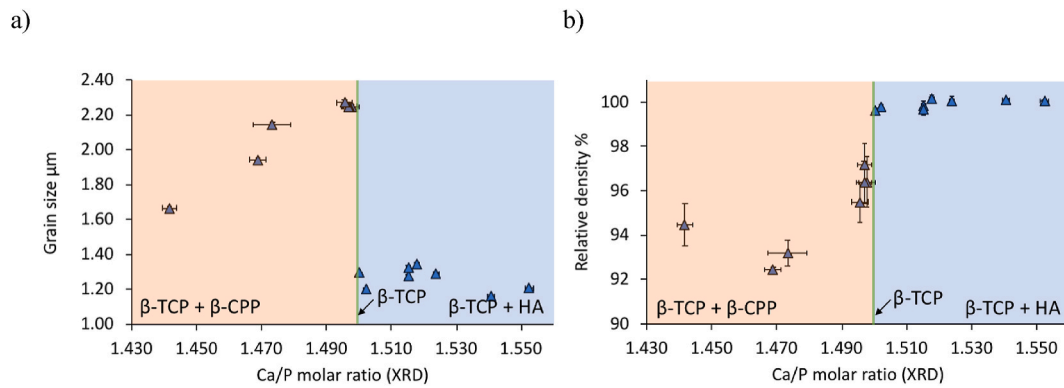 a)
b)
Grain size μm
2.40
2.20
2.00
1.80
1.60
1.40
1.20
1.00
β-TCP + β-CPP
β-TCP
β-TCP + HA
1.430 1.450 1.470 1.490 1.510 1.530 1.550
Ca/P molar ratio (XRD)
Relative density %
100
98
96
94
92
90
β-TCP + β-CPP
β-TCP
β-TCP + HA
1.430 1.450 1.470 1.490 1.510 1.530 1.550
Ca/P molar ratio (XRD)